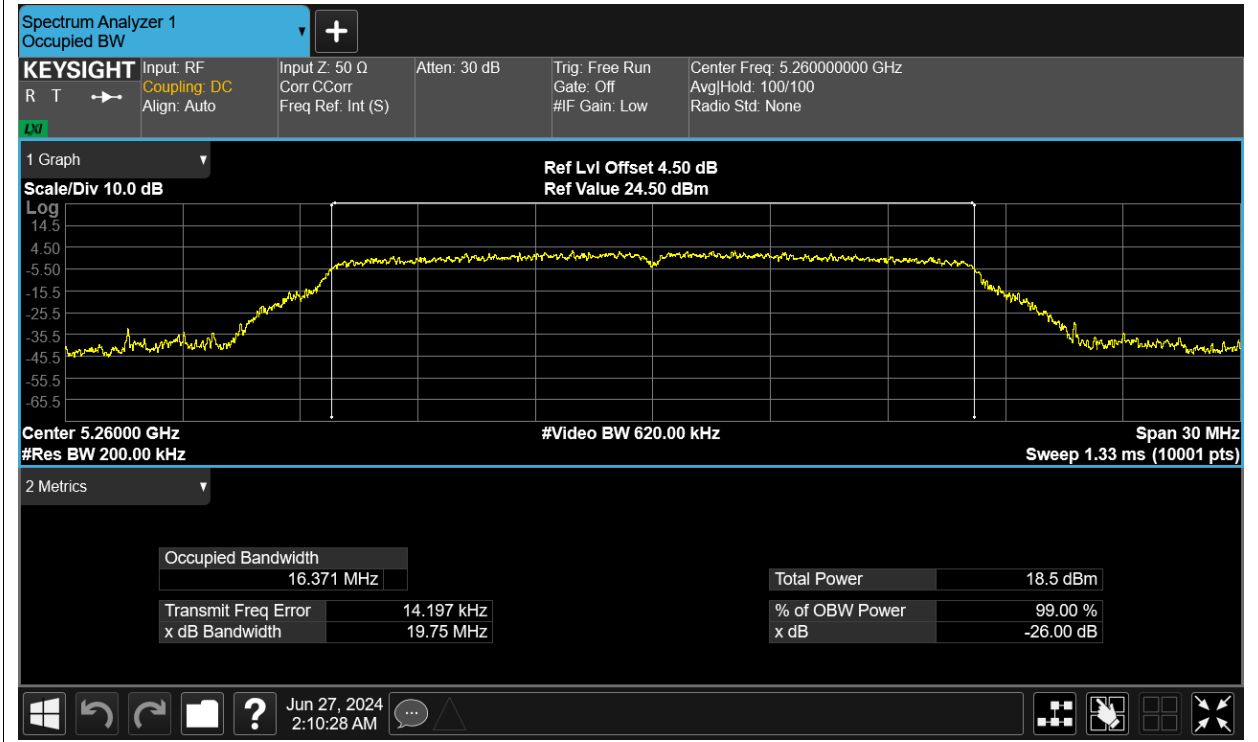 Spectrum Analyzer 1
Occupied BW
KEYSIGHT
R T
LXI
Input: RF
Coupling: DC
Align: Auto
Input Z: 50 Ω
Corr CCorr
Freq Ref: Int (S)
Atten: 30 dB
Trig: Free Run
Gate: Off
#IF Gain: Low
Center Freq: 5.260000000 GHz
Avg|Hold: 100/100
Radio Std: None
1 Graph
Scale/Div 10.0 dB
Ref Lvl Offset 4.50 dB
Ref Value 24.50 dBm
Log
14.5
4.50
-5.50
-15.5
-25.5
-35.5
-45.5
-55.5
-65.5
Center 5.26000 GHz
#Video BW 620.00 kHz
Span 30 MHz
#Res BW 200.00 kHz
Sweep 1.33 ms (10001 pts)
2 Metrics
Occupied Bandwidth
16.371 MHz
Total Power 18.5 dBm
Transmit Freq Error 14.197 kHz
% of OBW Power 99.00 %
x dB Bandwidth 19.75 MHz
x dB -26.00 dB
?
Jun 27, 2024
2:10:28 AM